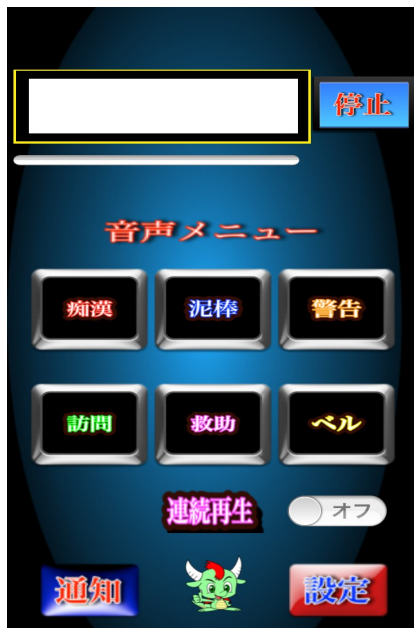 停止
音声メニュー
痴漢 泥棒 警告
訪問 救助 ベル
連続再生 オフ
通知 設定